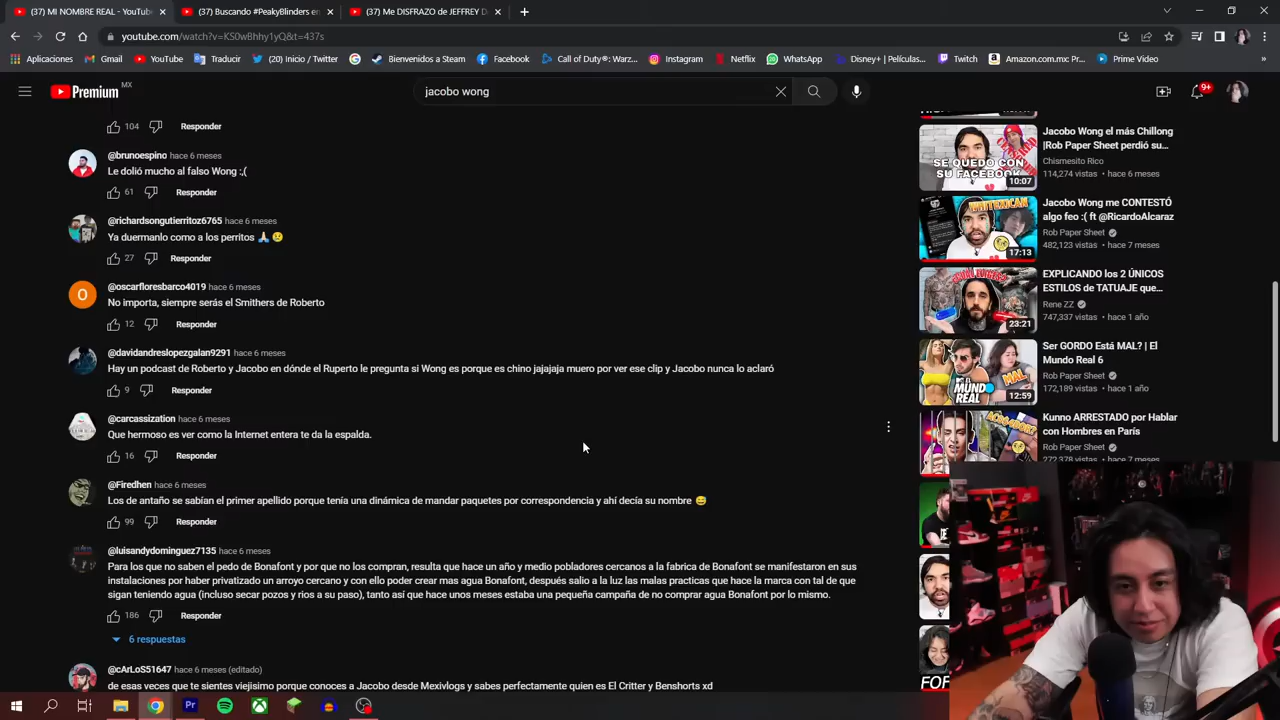 (37) MI NOMBRE REAL - YouTube
(37) Buscando #PeakyBlinders en
(37) Me DISFRAZO de JEFFREY D
youtube.com/watch?v=KS0wBhhy1yQ&t=437s
Aplicaciones
Gmail
YouTube
Traducir
(20) Inicio / Twitter
Bienvenidos a Steam
Facebook
Call of Duty®: Warz...
Instagram
Netflix
WhatsApp
Disney+ | Películas...
Twitch
Amazon.com.mx: Pr...
Prime Video
Premium MX
jacobo wong
9+
104 Responder
@brunoespino hace 6 meses
Le dolió mucho al falso Wong :,(
61 Responder
@richardsongutierritoz6765 hace 6 meses
Ya duermanlo como a los perritos 🙏😢
27 Responder
O
@oscarfloresbarco4019 hace 6 meses
No importa, siempre serás el Smithers de Roberto
12 Responder
@davidandreslopezgalan9291 hace 6 meses
Hay un podcast de Roberto y Jacobo en dónde el Ruperto le pregunta si Wong es porque es chino jajajaja muero por ver ese clip y Jacobo nunca lo aclaró
9 Responder
@carcassization hace 6 meses
Que hermoso es ver como la Internet entera te da la espalda.
16 Responder
@Firedhen hace 6 meses
Los de antaño se sabían el primer apellido porque tenía una dinámica de mandar paquetes por correspondencia y ahí decía su nombre 😅
99 Responder
@luisandydominguez7135 hace 6 meses
Para los que no saben el pedo de Bonafont y por que no los compran, resulta que hace un año y medio pobladores cercanos a la fabrica de Bonafont se manifestaron en sus
instalaciones por haber privatizado un arroyo cercano y con ello poder crear mas agua Bonafont, después salio a la luz las malas practicas que hace la marca con tal de que
sigan teniendo agua (incluso secar pozos y rios a su paso), tanto así que hace unos meses estaba una pequeña campaña de no comprar agua Bonafont por lo mismo.
186 Responder
6 respuestas
@cArLoS51647 hace 6 meses (editado)
de esas veces que te sientes viejisimo porque conoces a Jacobo desde Mexivlogs y sabes perfectamente quien es El Critter y Benshorts xd
SE QUEDO CON
SU FACEBOOK
10:07
Jacobo Wong el más Chillong
|Rob Paper Sheet perdió su...
Chismesito Rico
114,274 vistas • hace 6 meses
WHITEXICAN
17:13
Jacobo Wong me CONTESTÓ
algo feo :( ft @RicardoAlcaraz
Rob Paper Sheet
482,123 vistas • hace 7 meses
23:21
EXPLICANDO los 2 ÚNICOS
ESTILOS de TATUAJE que...
Rene ZZ
747,337 vistas • hace 1 año
EL
MUNDO
REAL
MAL
12:59
Ser GORDO Está MAL? | El
Mundo Real 6
Rob Paper Sheet
172,189 vistas • hace 1 año
Kunno ARRESTADO por Hablar
con Hombres en París
Rob Paper Sheet
272,378 vistas • hace 7 meses
FOF